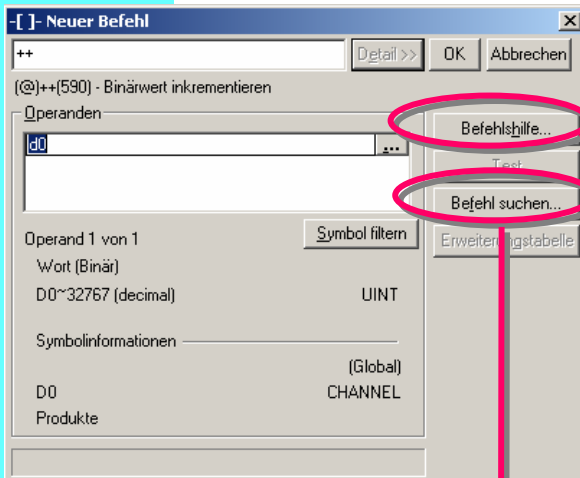 -[ ]- Neuer Befehl
++
Detail >>
OK
Abbrechen
(@)++(590) - Binärwert inkrementieren
Operanden
d0
...
Befehlshilfe...
Test
Befehl suchen...
Symbol filtern
Erweiterungstabelle
Operand 1 von 1
Wort (Binär)
D0~32767 (decimal) UINT
Symbolinformationen
(Global)
D0 CHANNEL
Produkte